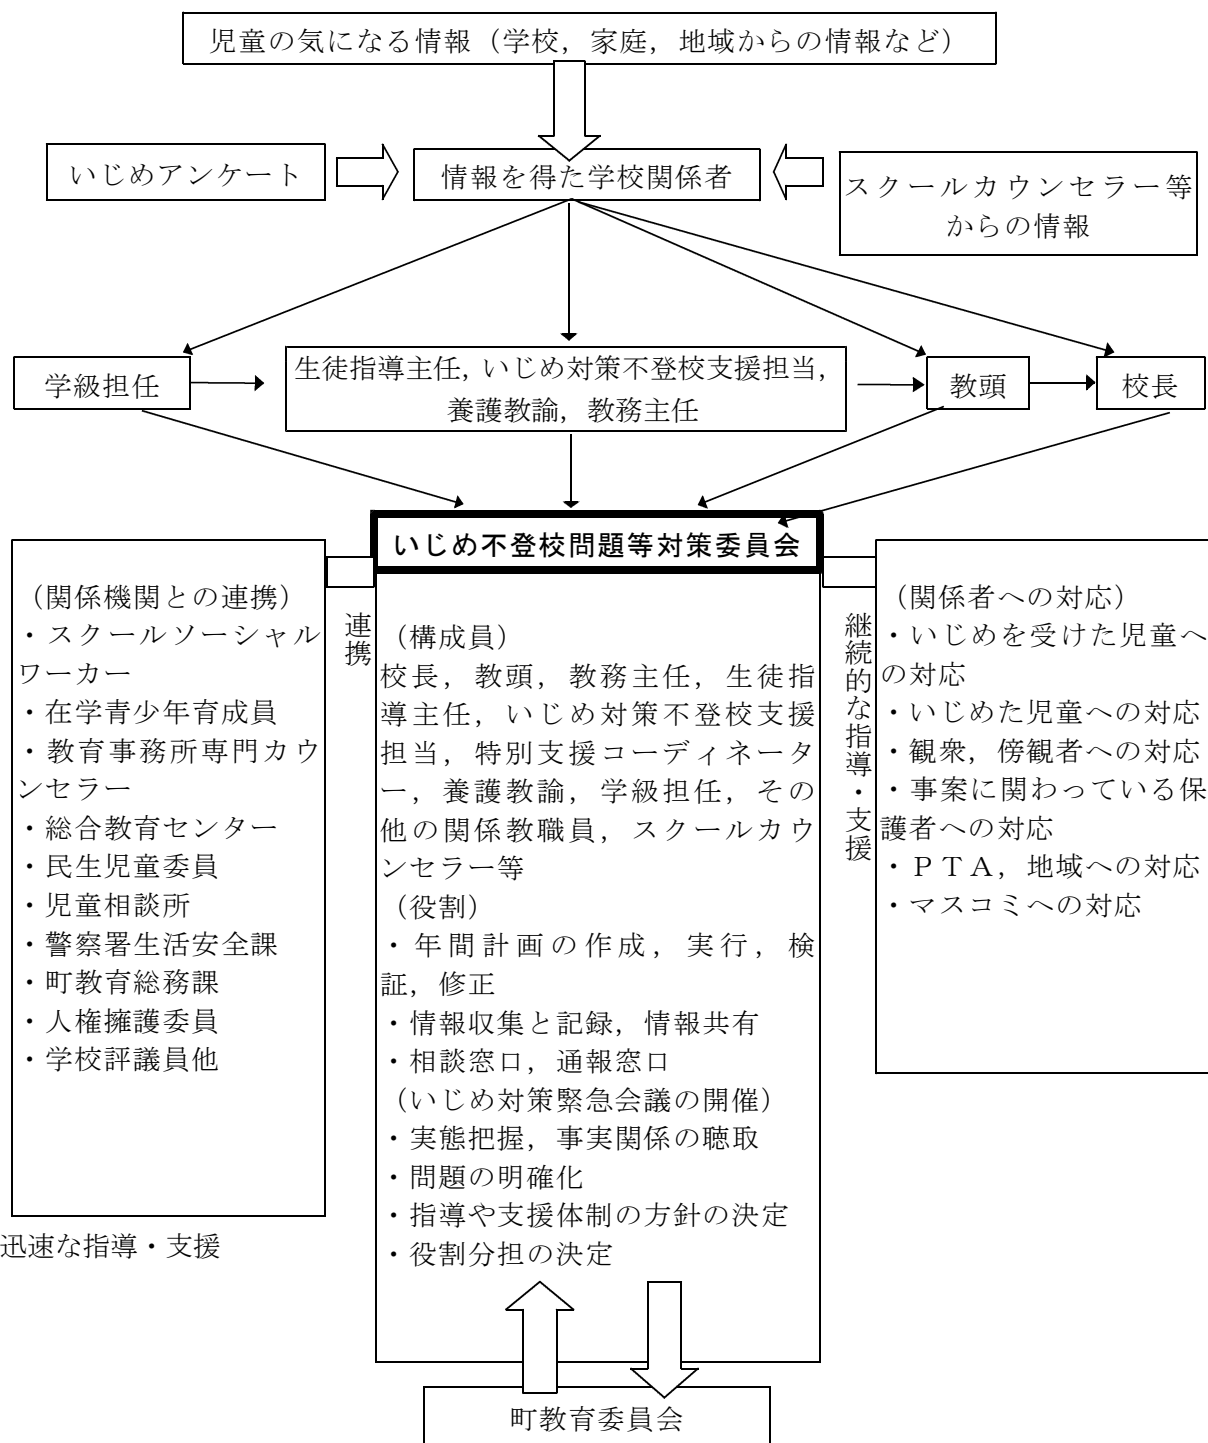 児童の気になる情報（学校，家庭，地域からの情報など）
いじめアンケート
情報を得た学校関係者
スクールカウンセラー等
からの情報
学級担任
生徒指導主任，いじめ対策不登校支援担当，
養護教諭，教務主任
教頭
校長
いじめ不登校問題等対策委員会
（関係機関との連携）
・スクールソーシャル
ワーカー
・在学青少年育成員
・教育事務所専門カウ
ンセラー
・総合教育センター
・民生児童委員
・児童相談所
・警察署生活安全課
・町教育総務課
・人権擁護委員
・学校評議員他
迅速な指導・支援
連携
（構成員）
校長，教頭，教務主任，生徒指
導主任，いじめ対策不登校支援
担当，特別支援コーディネータ
ー，養護教諭，学級担任，その
他の関係教職員，スクールカウ
ンセラー等
（役割）
・年間計画の作成，実行，検
証，修正
・情報収集と記録，情報共有
・相談窓口，通報窓口
（いじめ対策緊急会議の開催）
・実態把握，事実関係の聴取
・問題の明確化
・指導や支援体制の方針の決定
・役割分担の決定
継続的な指導・支援
（関係者への対応）
・いじめを受けた児童へ
の対応
・いじめた児童への対応
・観衆，傍観者への対応
・事案に関わっている保
護者への対応
・ＰＴＡ，地域への対応
・マスコミへの対応
町教育委員会